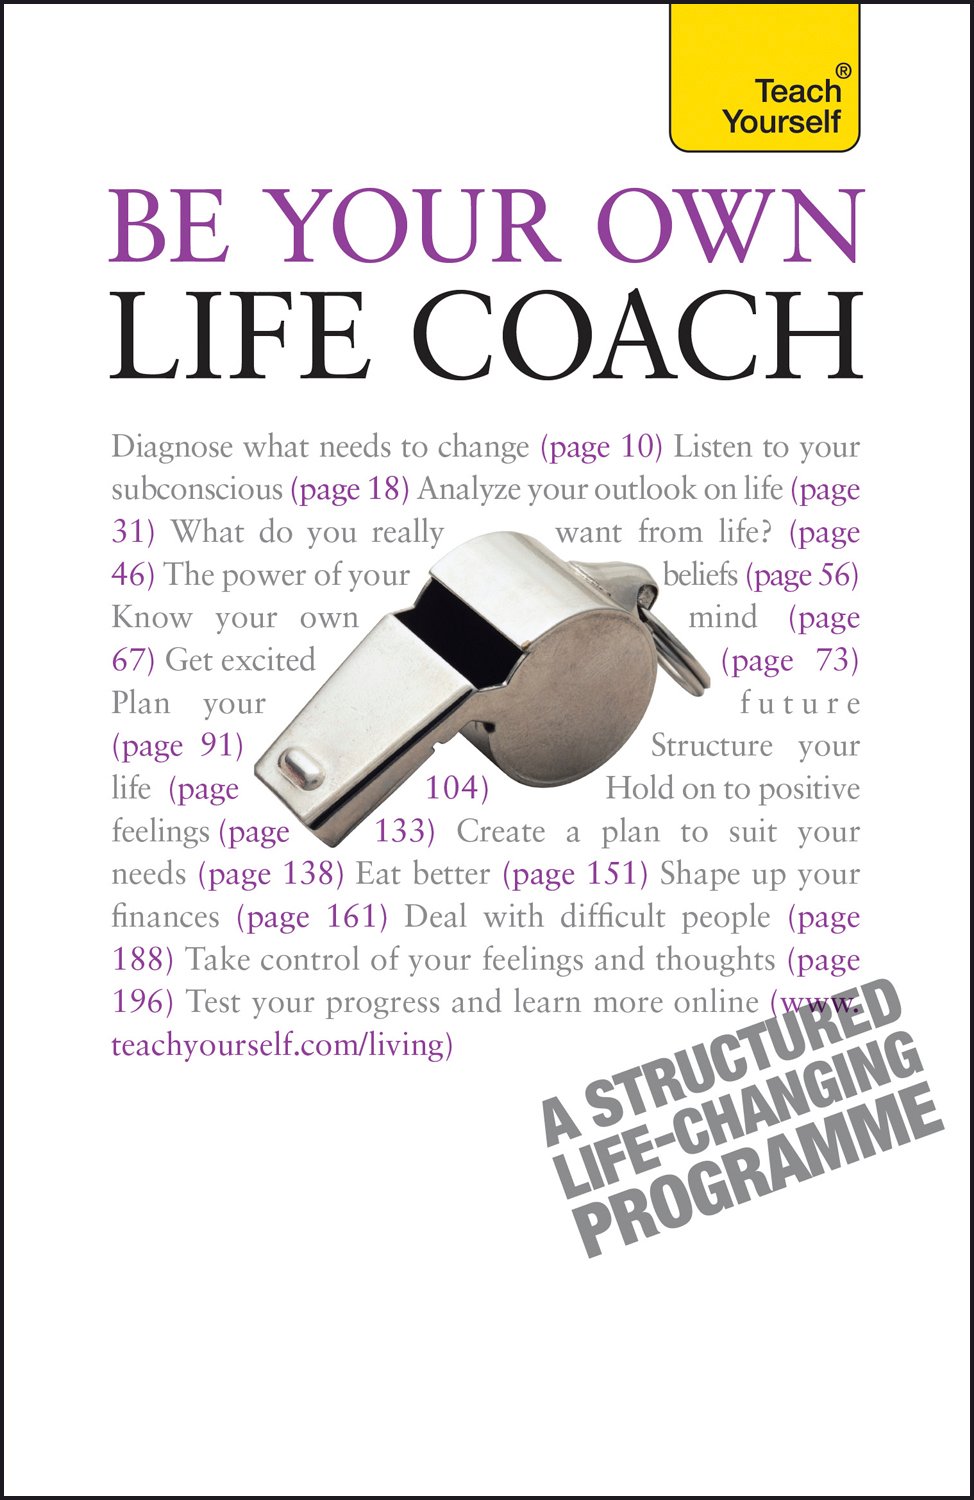 Teach®
Yourself
BE YOUR OWN
LIFE COACH
Diagnose what needs to change (page 10) Listen to your
subconscious (page 18) Analyze your outlook on life (page
31) What do you really want from life? (page
46) The power of your beliefs (page 56)
Know your own mind (page
67) Get excited (page 73)
Plan your future
(page 91) Structure your
life (page 104) Hold on to positive
feelings (page 133) Create a plan to suit your
needs (page 138) Eat better (page 151) Shape up your
finances (page 161) Deal with difficult people (page
188) Take control of your feelings and thoughts (page
196) Test your progress and learn more online (www.
teachyourself.com/living)
A STRUCTURED
LIFE-CHANGING
PROGRAMME